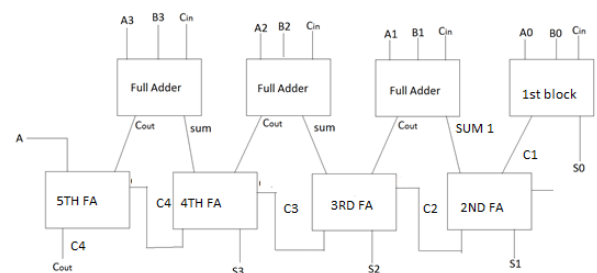 A3 B3 Cin
A2 B2 Cin
A1 B1 Cin
A0 B0 Cin
Full Adder
Full Adder
Full Adder
1st block
Cout sum
Cout sum
Cout SUM 1
C1
S0
A
5TH FA
C4
4TH FA
C3
3RD FA
C2
2ND FA
C4
Cout
S3
S2
S1